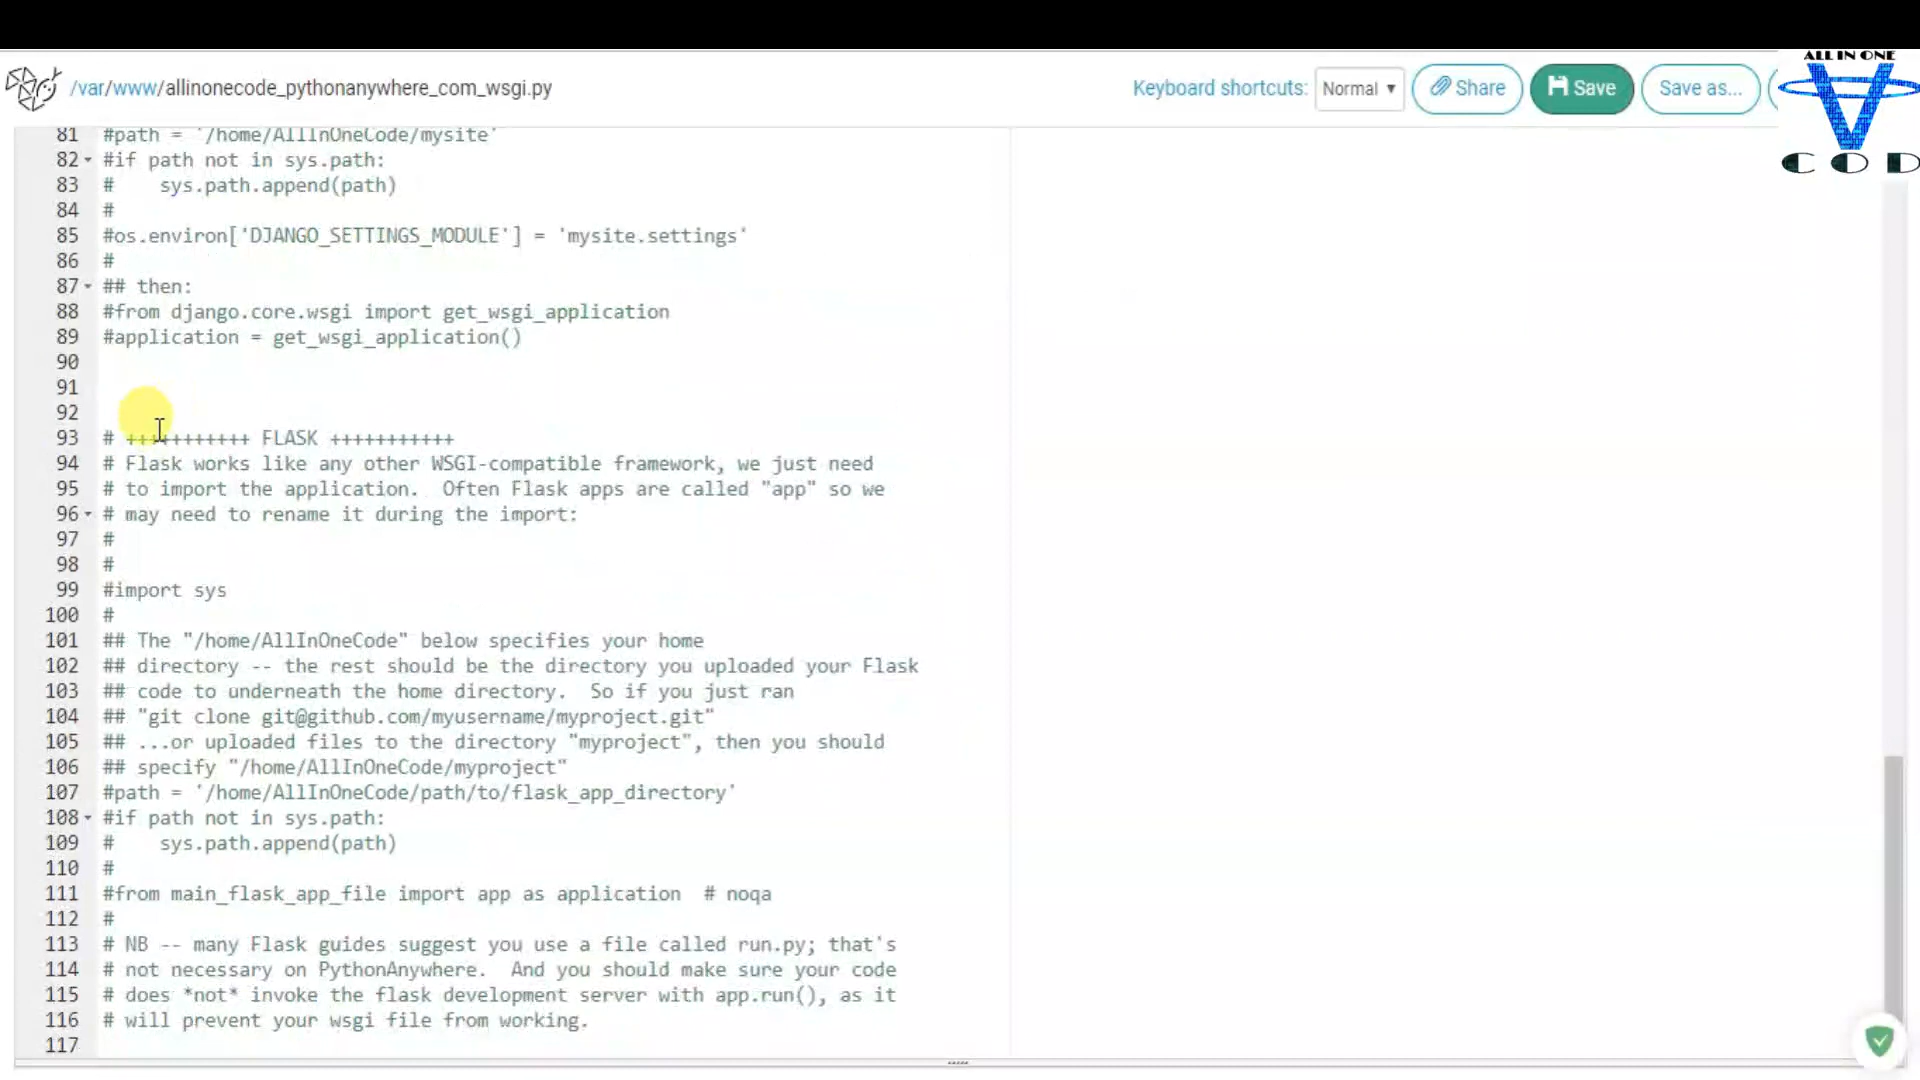 ALL IN ONE
/var/www/allinonecode_pythonanywhere_com_wsgi.py
Keyboard shortcuts: Normal ▾ Share Save Save as...
C O D
81 #path = '/home/AllInOneCode/mysite'
82 #if path not in sys.path:
83 #    sys.path.append(path)
84 #
85 #os.environ['DJANGO_SETTINGS_MODULE'] = 'mysite.settings'
86 #
87 ## then:
88 #from django.core.wsgi import get_wsgi_application
89 #application = get_wsgi_application()
90
91
92
93 # +++++++++++ FLASK +++++++++++
94 # Flask works like any other WSGI-compatible framework, we just need
95 # to import the application.  Often Flask apps are called "app" so we
96 # may need to rename it during the import:
97 #
98 #
99 #import sys
100 #
101 ## The "/home/AllInOneCode" below specifies your home
102 ## directory -- the rest should be the directory you uploaded your Flask
103 ## code to underneath the home directory.  So if you just ran
104 ## "git clone git@github.com/myusername/myproject.git"
105 ## ...or uploaded files to the directory "myproject", then you should
106 ## specify "/home/AllInOneCode/myproject"
107 #path = '/home/AllInOneCode/path/to/flask_app_directory'
108 #if path not in sys.path:
109 #    sys.path.append(path)
110 #
111 #from main_flask_app_file import app as application  # noqa
112 #
113 # NB -- many Flask guides suggest you use a file called run.py; that's
114 # not necessary on PythonAnywhere.  And you should make sure your code
115 # does *not* invoke the flask development server with app.run(), as it
116 # will prevent your wsgi file from working.
117